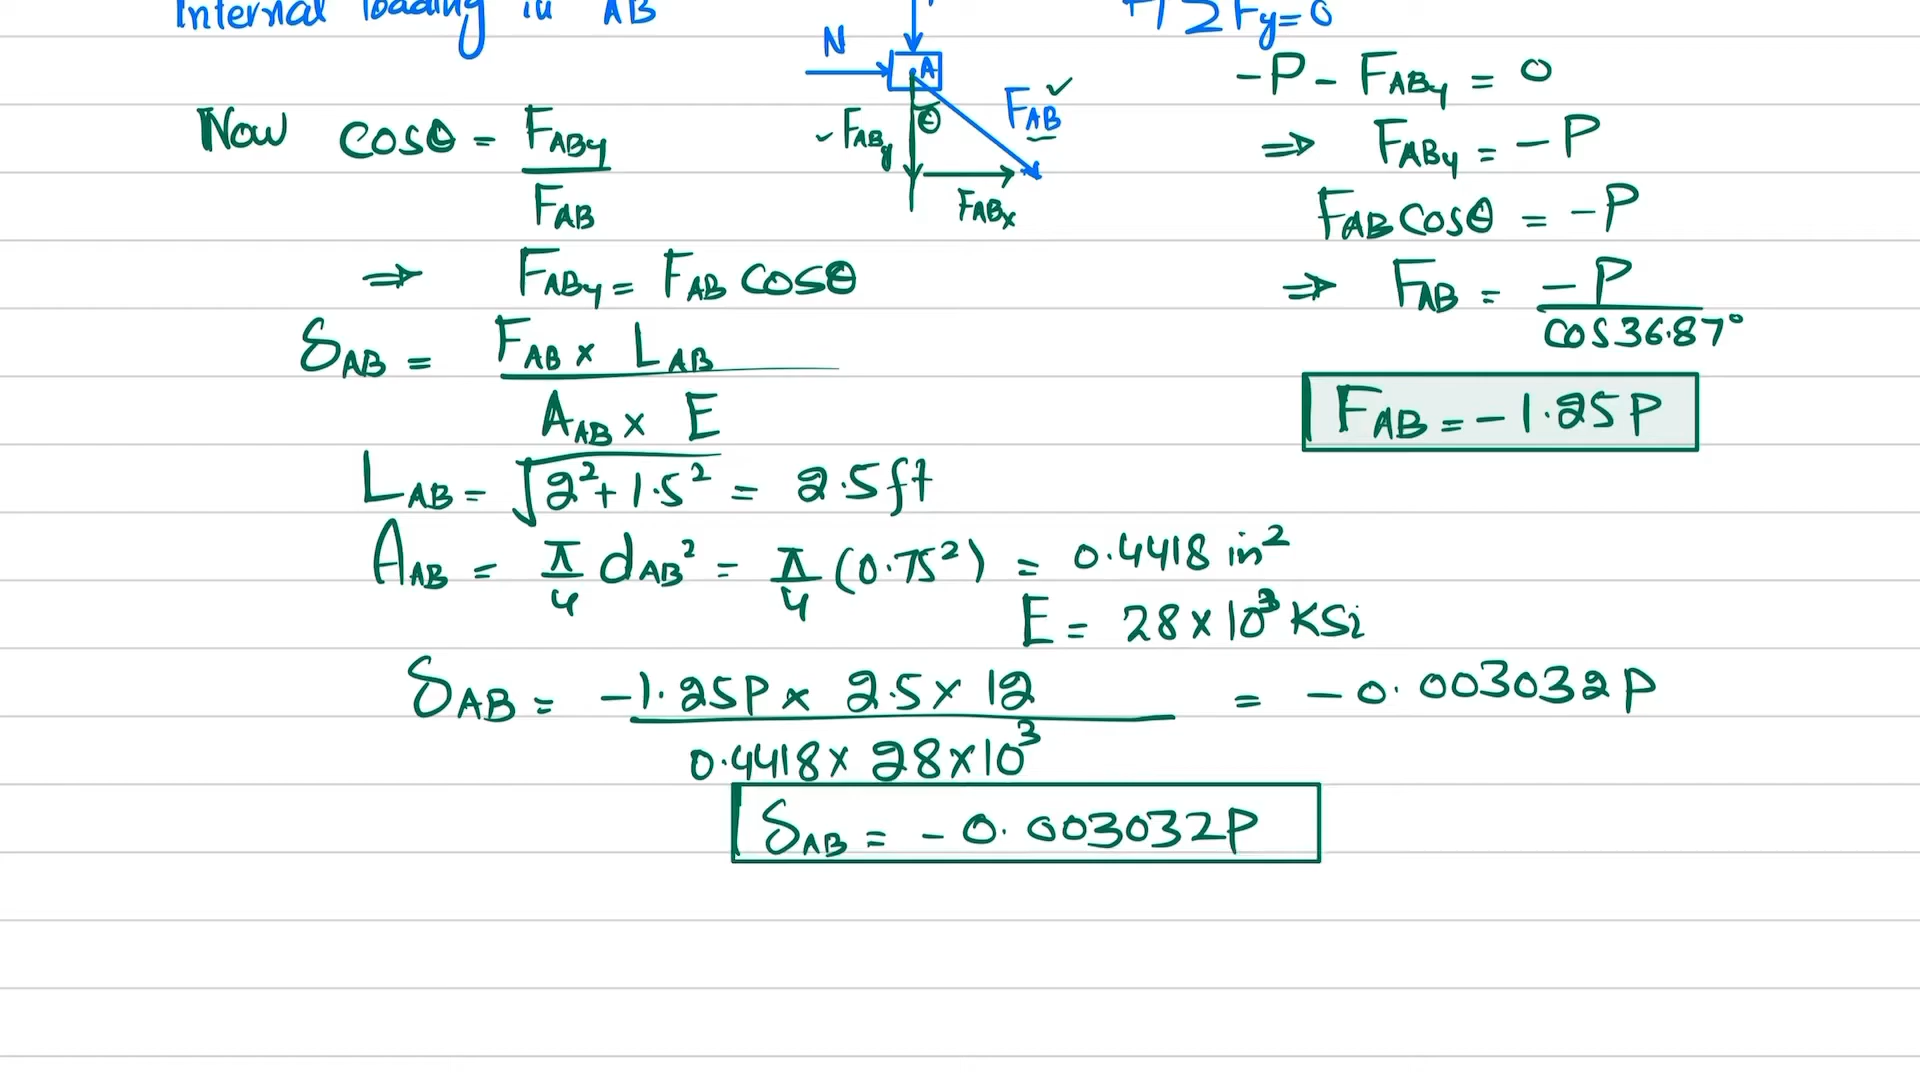 Internal loading in AB
+↑ΣFy=0
N
A
θ
FAB ✓
✓ FABy
FABx
-P - FABy = 0
⇒ FABy = -P
FAB cosθ = -P
⇒ FAB = -P / cos 36.87°
FAB = -1.25P
Now cosθ = FABy / FAB
⇒ FABy = FAB cosθ
δAB = FAB × LAB / AAB × E
LAB = √2²+1.5² = 2.5ft
AAB = π/4 dAB² = π/4 (0.75²) = 0.4418 in²
E = 28×10³ KSi
δAB = -1.25P × 2.5 × 12 / 0.4418 × 28×10³ = -0.003032P
δAB = -0.003032P